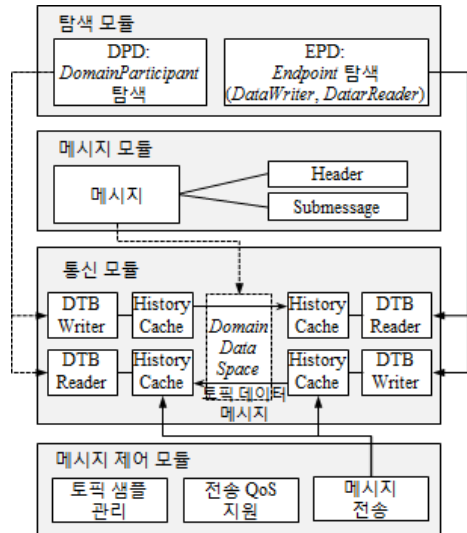 탐색 모듈
DPD:
DomainParticipant
탐색
EPD:
Endpoint 탐색
(DataWriter, DatarReader)
메시지 모듈
메시지
Header
Submessage
통신 모듈
DTB
Writer
History
Cache
Domain
Data
Space
History
Cache
DTB
Reader
DTB
Reader
History
Cache
토픽 데이터
메시지
History
Cache
DTB
Writer
메시지 제어 모듈
토픽 샘플
관리
전송 QoS
지원
메시지
전송